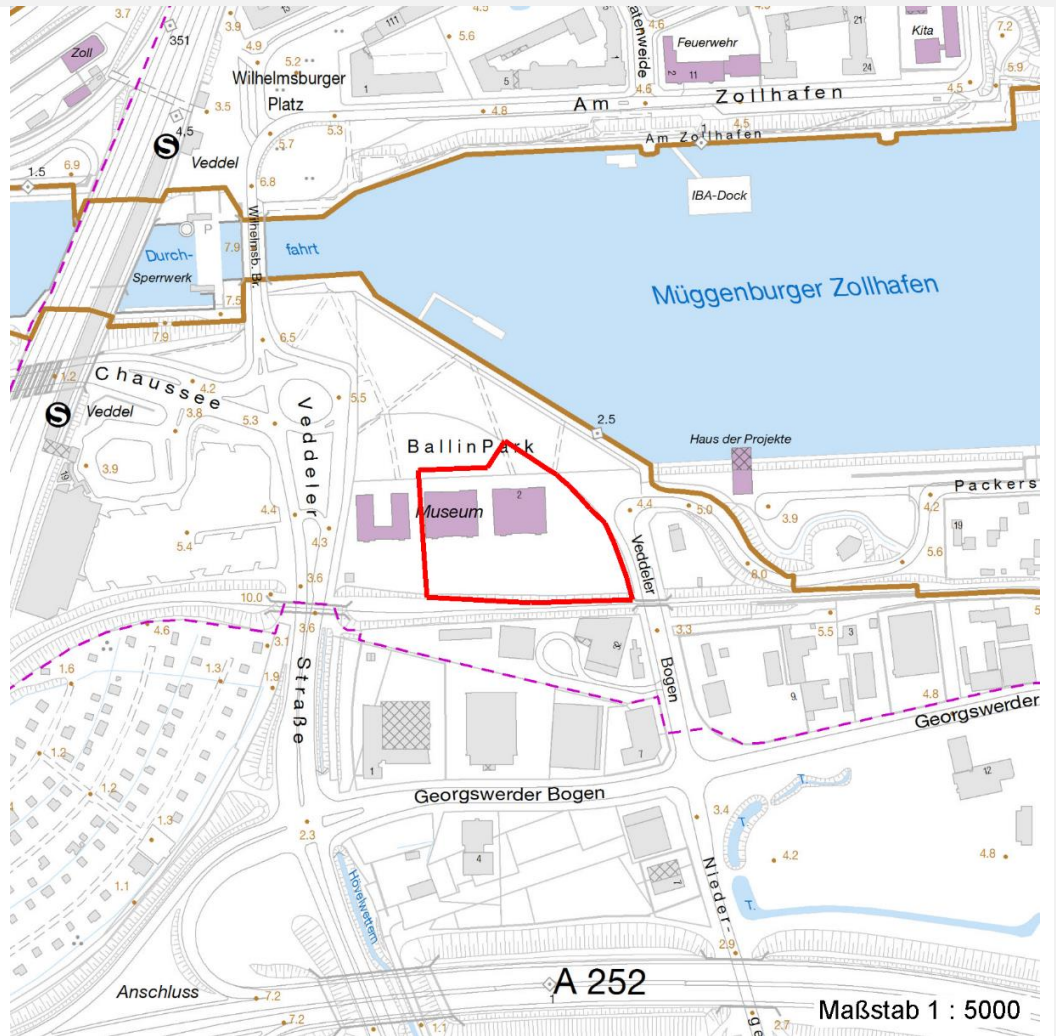 351
Zoll
13
111
4.6
Kita
7.2
3.9
4.9
5.6
Feuerwehr
21
5.2
2
11
24
5.9
Wilhelmsburger
Platz
1
5
4.5
3.5
4.8
4.6
Am Zollhafen
5.3
4,5
S
Veddel
5.7
1
4.5
Am Zollhafen
1.5
6.9
6.8
IBA-Dock
P
Wilhelmsb. Br.
Durch-
7.9
fahrt
Sperrwerk
Müggenburger Zollhafen
7.5
7.9
6.5
1.2
Chaussee
4.2
5.5
S
Veddel
3.8
5.3
Veddeler
2.5
BallinPark
Haus der Projekte
19
3.9
Packers
4.4
Museum
2
4.4
5.0
3.9
4.2
19
5.4
4.3
Veddeler
5.6
3.6
8.0
10.0
3.6
4.6
3.1
3.3
5.5
3
1.6
1.3
1.9
Straße
Bogen
9
4.8
Georgswerder
1.2
1
7
12
1.2
Georgswerder Bogen
T.
1.3
2.3
3.4
T.
4
7
4.2
4.8
1.1
Hövelwettern
Nieder-
T.
2.9
Anschluss
7.2
1
A 252
7.2
1.1
2.7
ge
Maßstab 1 : 5000